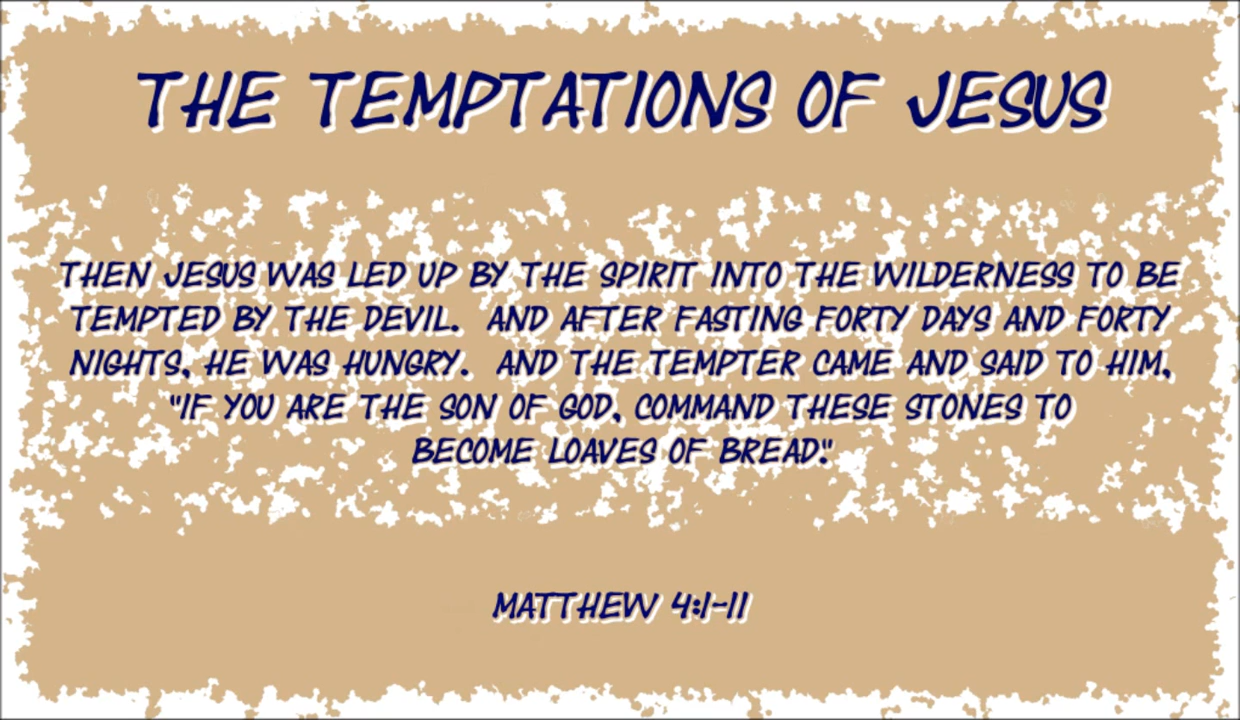 THE TEMPTATIONS OF JESUS
THEN JESUS WAS LED UP BY THE SPIRIT INTO THE WILDERNESS TO BE
TEMPTED BY THE DEVIL.  AND AFTER FASTING FORTY DAYS AND FORTY
NIGHTS, HE WAS HUNGRY.  AND THE TEMPTER CAME AND SAID TO HIM,
"IF YOU ARE THE SON OF GOD, COMMAND THESE STONES TO
BECOME LOAVES OF BREAD."
MATTHEW 4:1-11